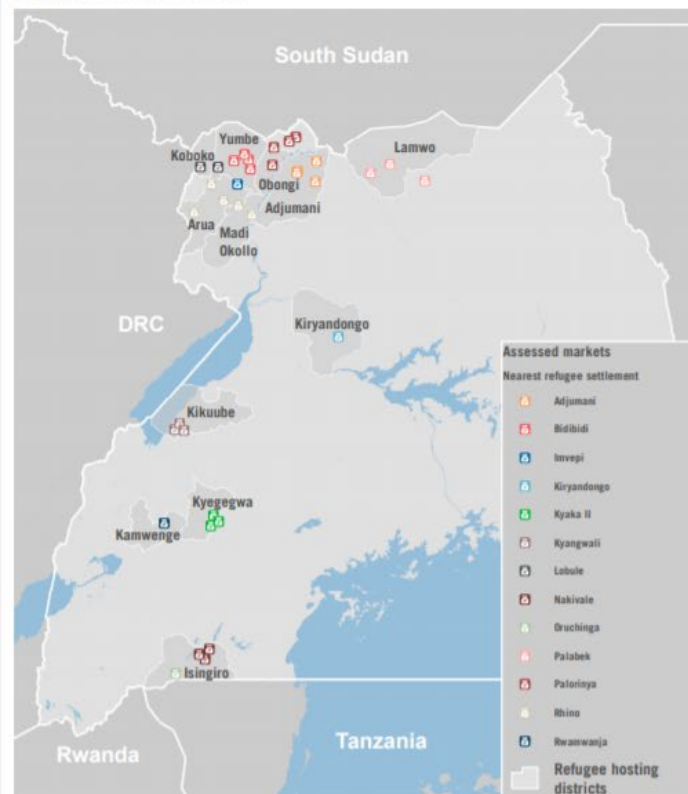 South Sudan
Yumbe
Lamwo
Koboko
Obongi
Adjumani
Arua
Madi
Okollo
DRC
Kiryandongo
Kikuube
Kyegegwa
Kamwenge
Isingiro
Rwanda
Tanzania
Assessed markets
Nearest refugee settlement
Adjumani
Bidibidi
Imvepi
Kiryandongo
Kyaka II
Kyangwali
Lobule
Nakivale
Oruchinga
Palabek
Palorinya
Rhino
Rwamwanja
Refugee hosting
districts